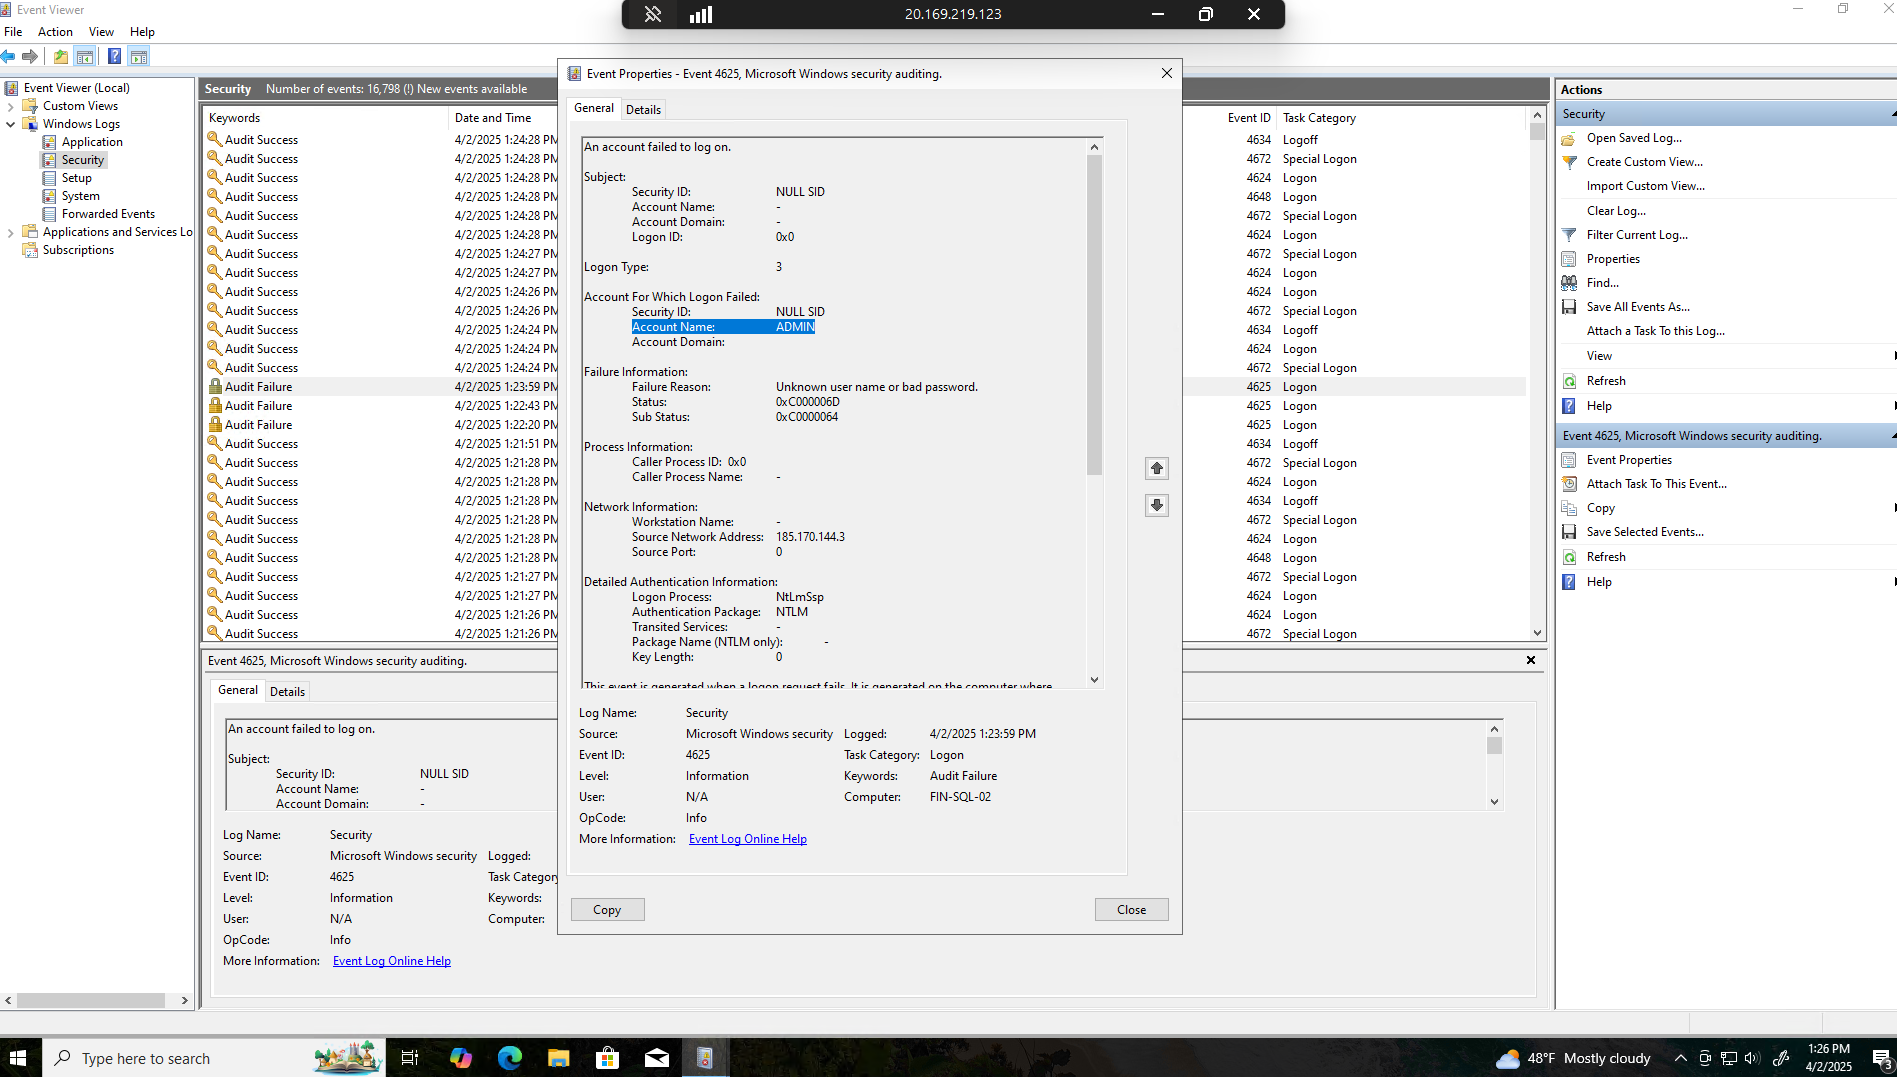 Event Viewer
20.169.219.123
File Action View Help
Event Viewer (Local)
Custom Views
Windows Logs
Application
Security
Setup
System
Forwarded Events
Applications and Services Lo
Subscriptions
Security Number of events: 16,798 (!) New events available
Keywords Date and Time Event ID Task Category
Audit Success 4/2/2025 1:24:28 PM 4634 Logoff
Audit Success 4/2/2025 1:24:28 PM 4672 Special Logon
Audit Success 4/2/2025 1:24:28 PM 4624 Logon
Audit Success 4/2/2025 1:24:28 PM 4648 Logon
Audit Success 4/2/2025 1:24:28 PM 4672 Special Logon
Audit Success 4/2/2025 1:24:28 PM 4624 Logon
Audit Success 4/2/2025 1:24:27 PM 4672 Special Logon
Audit Success 4/2/2025 1:24:27 PM 4624 Logon
Audit Success 4/2/2025 1:24:26 PM 4624 Logon
Audit Success 4/2/2025 1:24:26 PM 4672 Special Logon
Audit Success 4/2/2025 1:24:24 PM 4634 Logoff
Audit Success 4/2/2025 1:24:24 PM 4624 Logon
Audit Success 4/2/2025 1:24:24 PM 4672 Special Logon
Audit Failure 4/2/2025 1:23:59 PM 4625 Logon
Audit Failure 4/2/2025 1:22:43 PM 4625 Logon
Audit Failure 4/2/2025 1:22:20 PM 4625 Logon
Audit Success 4/2/2025 1:21:51 PM 4634 Logoff
Audit Success 4/2/2025 1:21:28 PM 4672 Special Logon
Audit Success 4/2/2025 1:21:28 PM 4624 Logon
Audit Success 4/2/2025 1:21:28 PM 4634 Logoff
Audit Success 4/2/2025 1:21:28 PM 4672 Special Logon
Audit Success 4/2/2025 1:21:28 PM 4624 Logon
Audit Success 4/2/2025 1:21:28 PM 4648 Logon
Audit Success 4/2/2025 1:21:27 PM 4672 Special Logon
Audit Success 4/2/2025 1:21:27 PM 4624 Logon
Audit Success 4/2/2025 1:21:26 PM 4624 Logon
Audit Success 4/2/2025 1:21:26 PM 4672 Special Logon
Event 4625, Microsoft Windows security auditing.
General Details
An account failed to log on.
Subject:
Security ID: NULL SID
Account Name: -
Account Domain: -
Log Name: Security
Source: Microsoft Windows security Logged:
Event ID: 4625 Task Category
Level: Information Keywords:
User: N/A Computer:
OpCode: Info
More Information: Event Log Online Help
Event Properties - Event 4625, Microsoft Windows security auditing.
General Details
An account failed to log on.
Subject:
Security ID: NULL SID
Account Name: -
Account Domain: -
Logon ID: 0x0
Logon Type: 3
Account For Which Logon Failed:
Security ID: NULL SID
Account Name: ADMIN
Account Domain:
Failure Information:
Failure Reason: Unknown user name or bad password.
Status: 0xC000006D
Sub Status: 0xC0000064
Process Information:
Caller Process ID: 0x0
Caller Process Name: -
Network Information:
Workstation Name: -
Source Network Address: 185.170.144.3
Source Port: 0
Detailed Authentication Information:
Logon Process: NtLmSsp
Authentication Package: NTLM
Transited Services: -
Package Name (NTLM only): -
Key Length: 0
This event is generated when a logon request fails. It is generated on the computer where
Log Name: Security
Source: Microsoft Windows security Logged: 4/2/2025 1:23:59 PM
Event ID: 4625 Task Category: Logon
Level: Information Keywords: Audit Failure
User: N/A Computer: FIN-SQL-02
OpCode: Info
More Information: Event Log Online Help
Copy Close
Actions
Security
Open Saved Log...
Create Custom View...
Import Custom View...
Clear Log...
Filter Current Log...
Properties
Find...
Save All Events As...
Attach a Task To this Log...
View
Refresh
Help
Event 4625, Microsoft Windows security auditing.
Event Properties
Attach Task To This Event...
Copy
Save Selected Events...
Refresh
Help
Type here to search
48°F Mostly cloudy
1:26 PM
4/2/2025
3